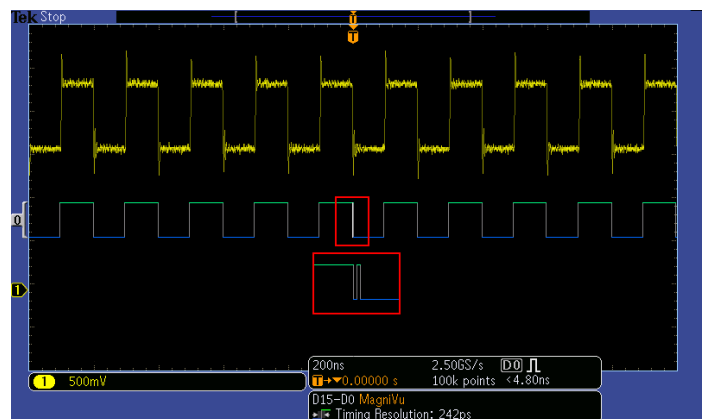 Tek Stop
T
T
0
1
200ns 2.50GS/s D0
T→▼0.00000 s 100k points <4.80ns
1 500mV
D15-D0 MagniVu
Timing Resolution: 242ps